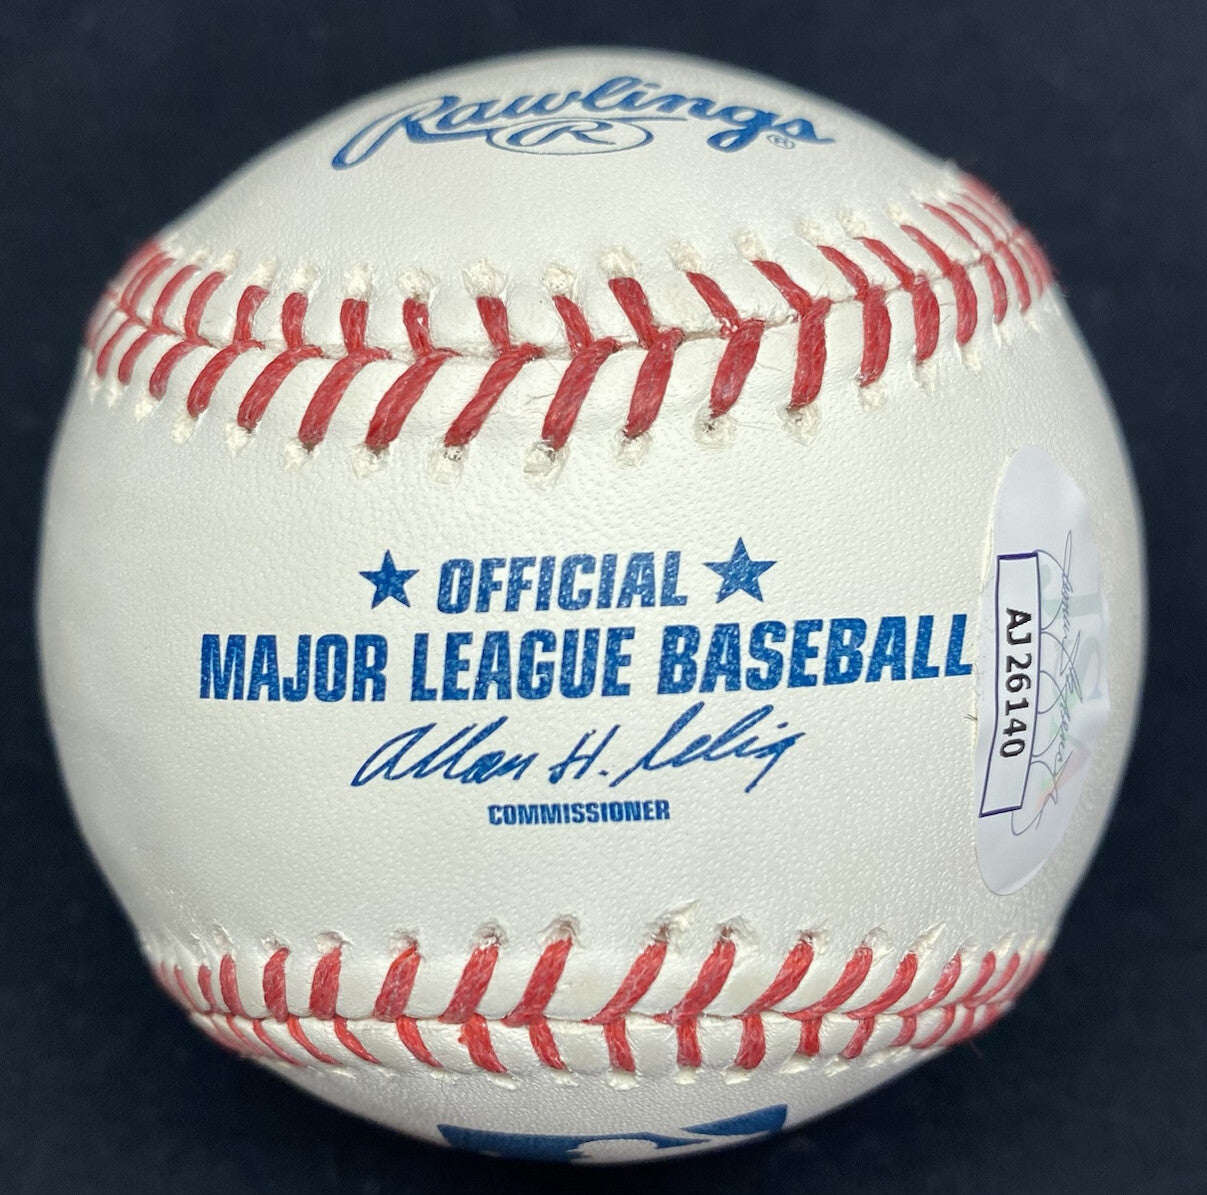 Rawlings ®
R
★ OFFICIAL ★
MAJOR LEAGUE BASEBALL
Allan H. Selig
COMMISSIONER
AJ26140